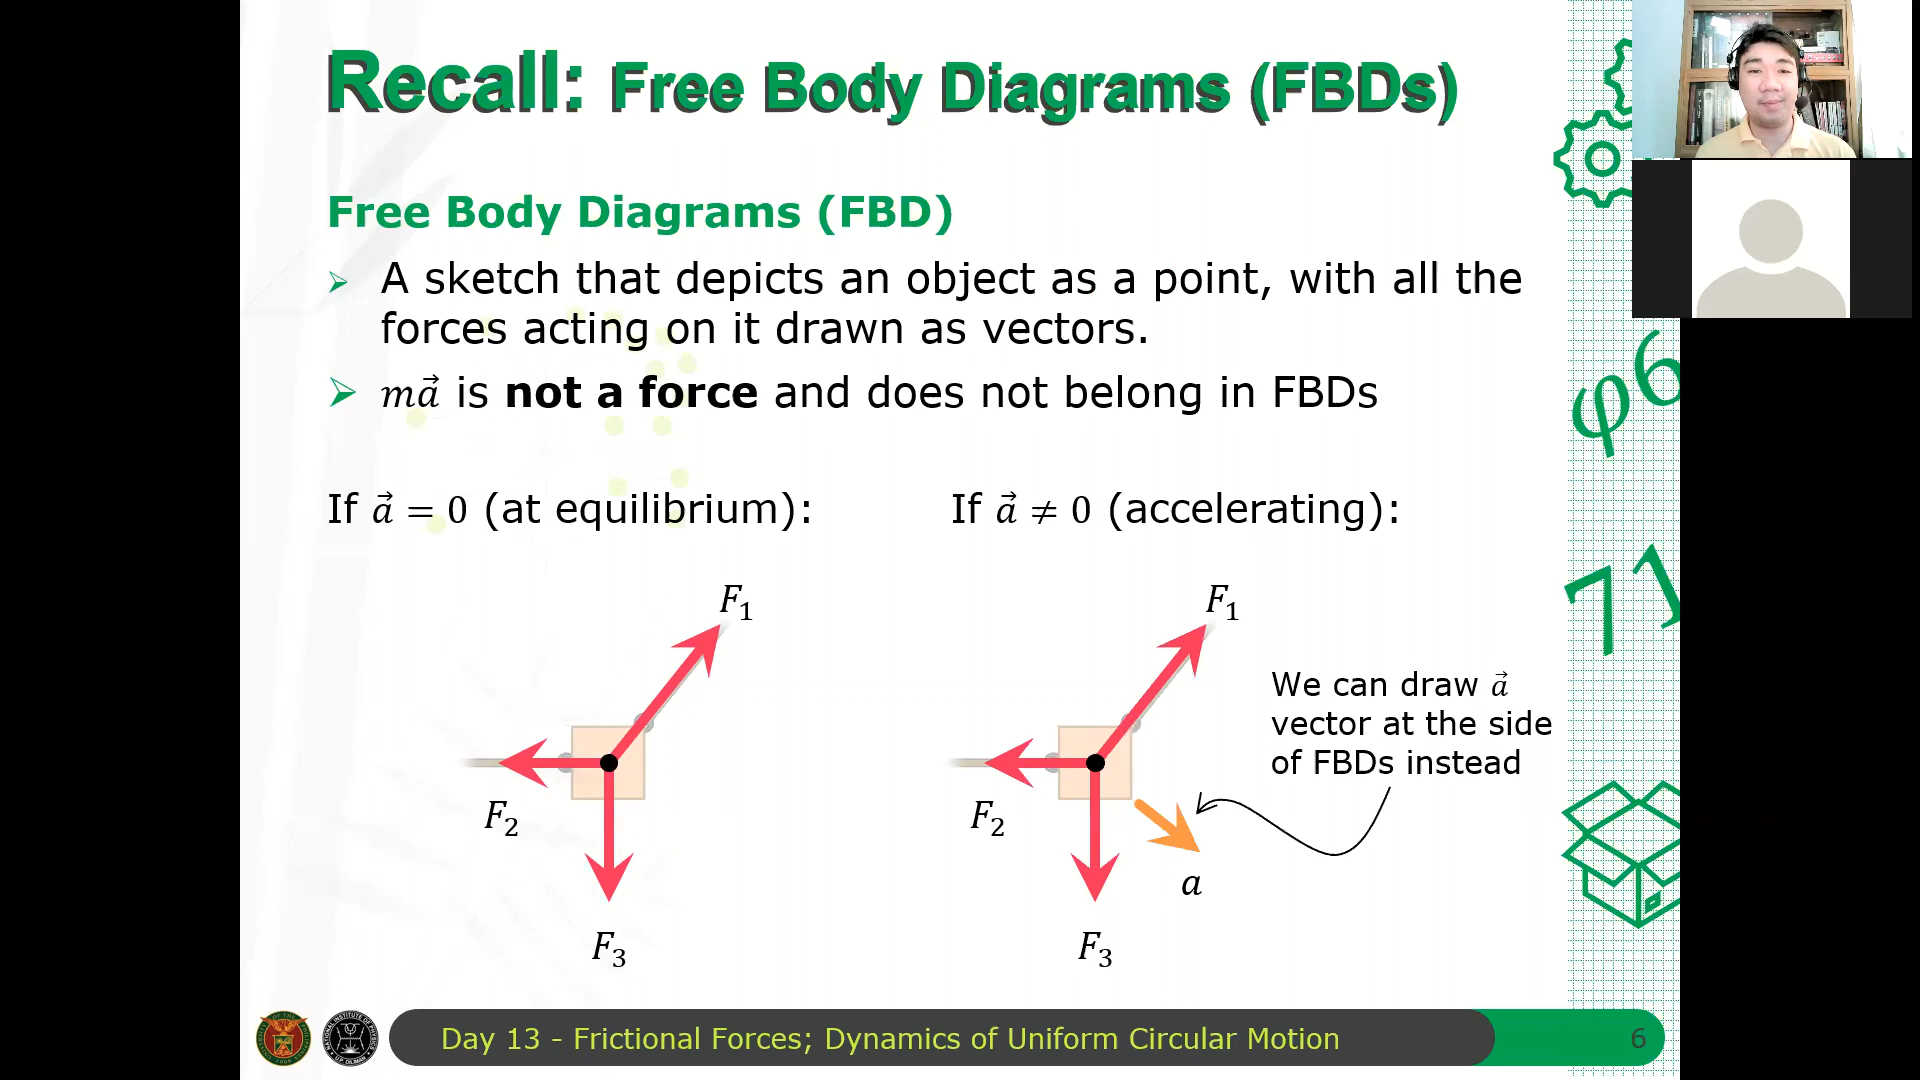 Recall: Free Body Diagrams (FBDs)
Free Body Diagrams (FBD)
➢ A sketch that depicts an object as a point, with all the
forces acting on it drawn as vectors.
➢ 𝑚𝑎⃗ is not a force and does not belong in FBDs
If 𝑎⃗ = 0 (at equilibrium):
If 𝑎⃗ ≠ 0 (accelerating):
F₁
F₂
F₃
F₁
F₂
F₃
a
We can draw 𝑎⃗
vector at the side
of FBDs instead
φ6
71
Day 13 - Frictional Forces; Dynamics of Uniform Circular Motion
6